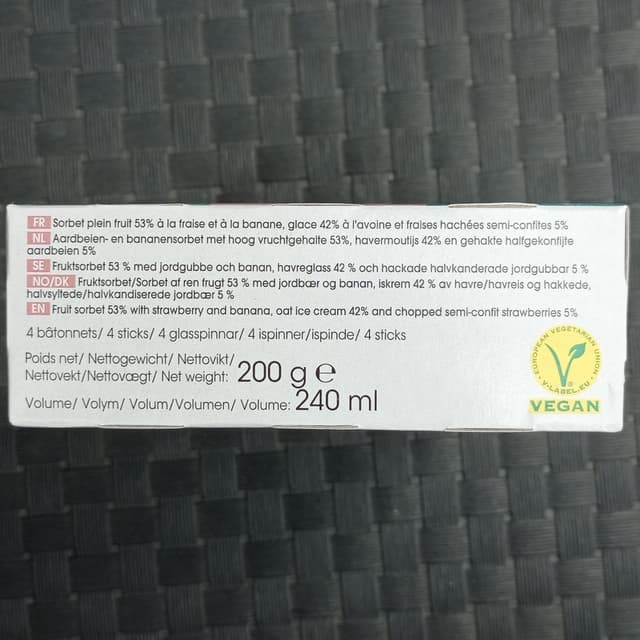 FR Sorbet plein fruit 53% à la fraise et à la banane, glace 42% à l'avoine et fraises hachées semi-confites 5%
NL Aardbeien- en bananensorbet met hoog vruchtgehalte 53%, havermoutijs 42% en gehakte halfgekonfijte
aardbeien 5%
SE Fruktsorbet 53 % med jordgubbe och banan, havreglass 42 % och hackade halvkanderade jordgubbar 5 %
NO/DK Fruktsorbet/Sorbet af ren frugt 53 % med jordbær og banan, iskrem 42 % av havre/havreis og hakkede,
halvsyltede/halvkandiserede jordbær 5 %
EN Fruit sorbet 53% with strawberry and banana, oat ice cream 42% and chopped semi-confit strawberries 5%
4 bâtonnets/ 4 sticks/ 4 glasspinnar/ 4 ispinner/ispinde/ 4 sticks
Poids net/ Nettogewicht/ Nettovikt/
Nettovekt/Nettovægt/ Net weight: 200 g ℮
Volume/ Volym/ Volum/Volumen/ Volume: 240 ml
EUROPEAN VEGETARIAN UNION
V-LABEL.EU
VEGAN